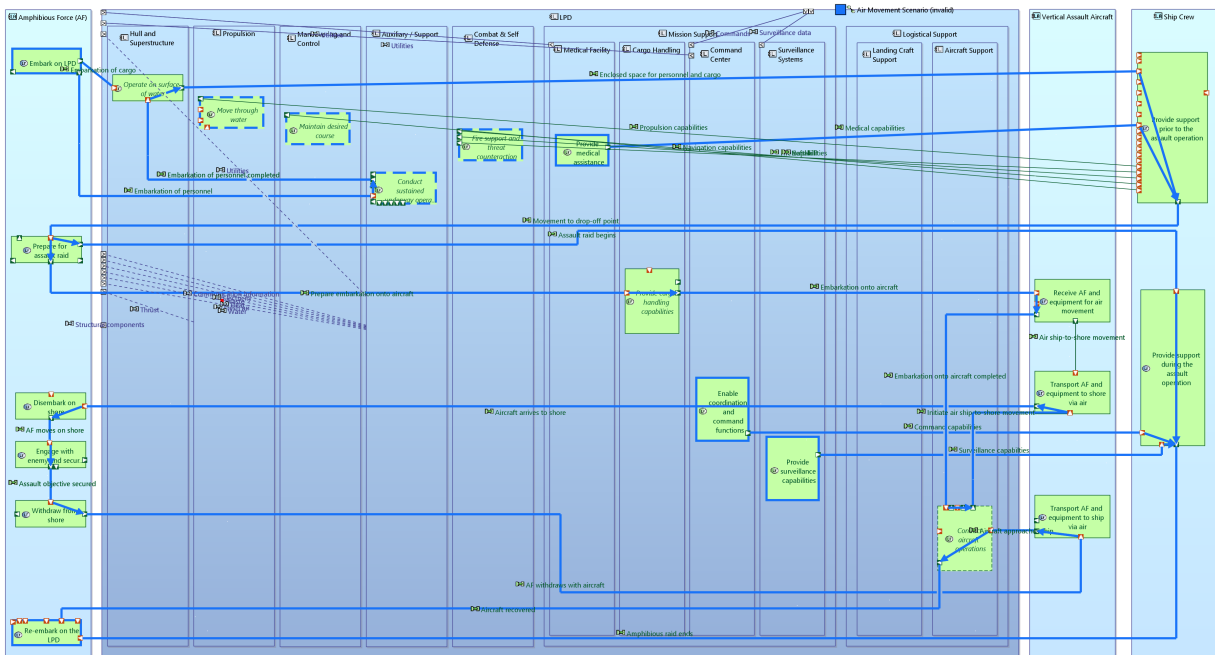 Amphibious Force (AF)
LPD
Air Movement Scenario (invalid)
Vertical Assault Aircraft
Ship Crew
Hull and
Superstructure
Propulsion
Control
Auxiliary / Support
Combat & Self
Defense
Mission
Logistical Support
Surveillance data
Utilities
Medical Facility
Cargo Handling
Command
Center
Surveillance
Systems
Landing Craft
Support
Aircraft Support
Embark on LPD
Embarkation of cargo
Operate on surface
of water
Enclosed space for personnel and cargo
Move through
water
Maintain desired
course
Fire support and
threat
counteraction
Provide
medical
assistance
Propulsion capabilities
Medical capabilities
Navigation capabilities
Provide support
prior to the
assault operation
Utilities
Embarkation of personnel completed
Embarkation of personnel
Conduct
sustained
Movement to drop-off point
Assault raid begins
Prepare for
assault raid
Prepare embarkation onto aircraft
handling
capabilities
Embarkation onto aircraft
Receive AF and
equipment for air
movement
Water
Thrust
Structural components
Air ship-to-shore movement
Provide support
during the
assault
operation
Embarkation onto aircraft completed
Transport AF and
equipment to shore
via air
Enable
coordination
and
command
functions
Disembark on
shore
Aircraft arrives to shore
Initiate air ship-to-shore movement
AF moves on shore
Command capabilities
Engage with
enemy and secur...
Surveillance capabilities
Provide
surveillance
capabilities
Assault objective secured
Withdraw from
shore
Transport AF and
equipment to ship
via air
aircraft
operations
AF withdraws with aircraft
Aircraft recovered
Re-embark on the
LPD
Amphibious raid ends